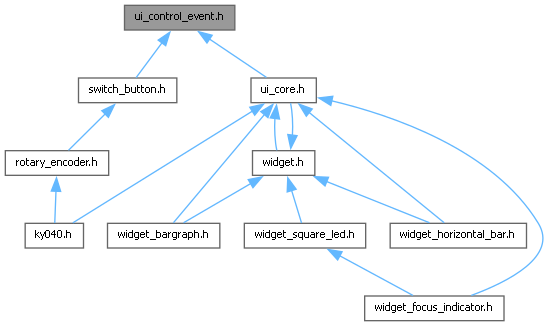 ui_control_event.h
switch_button.h
ui_core.h
rotary_encoder.h
widget.h
ky040.h
widget_bargraph.h
widget_square_led.h
widget_horizontal_bar.h
widget_focus_indicator.h